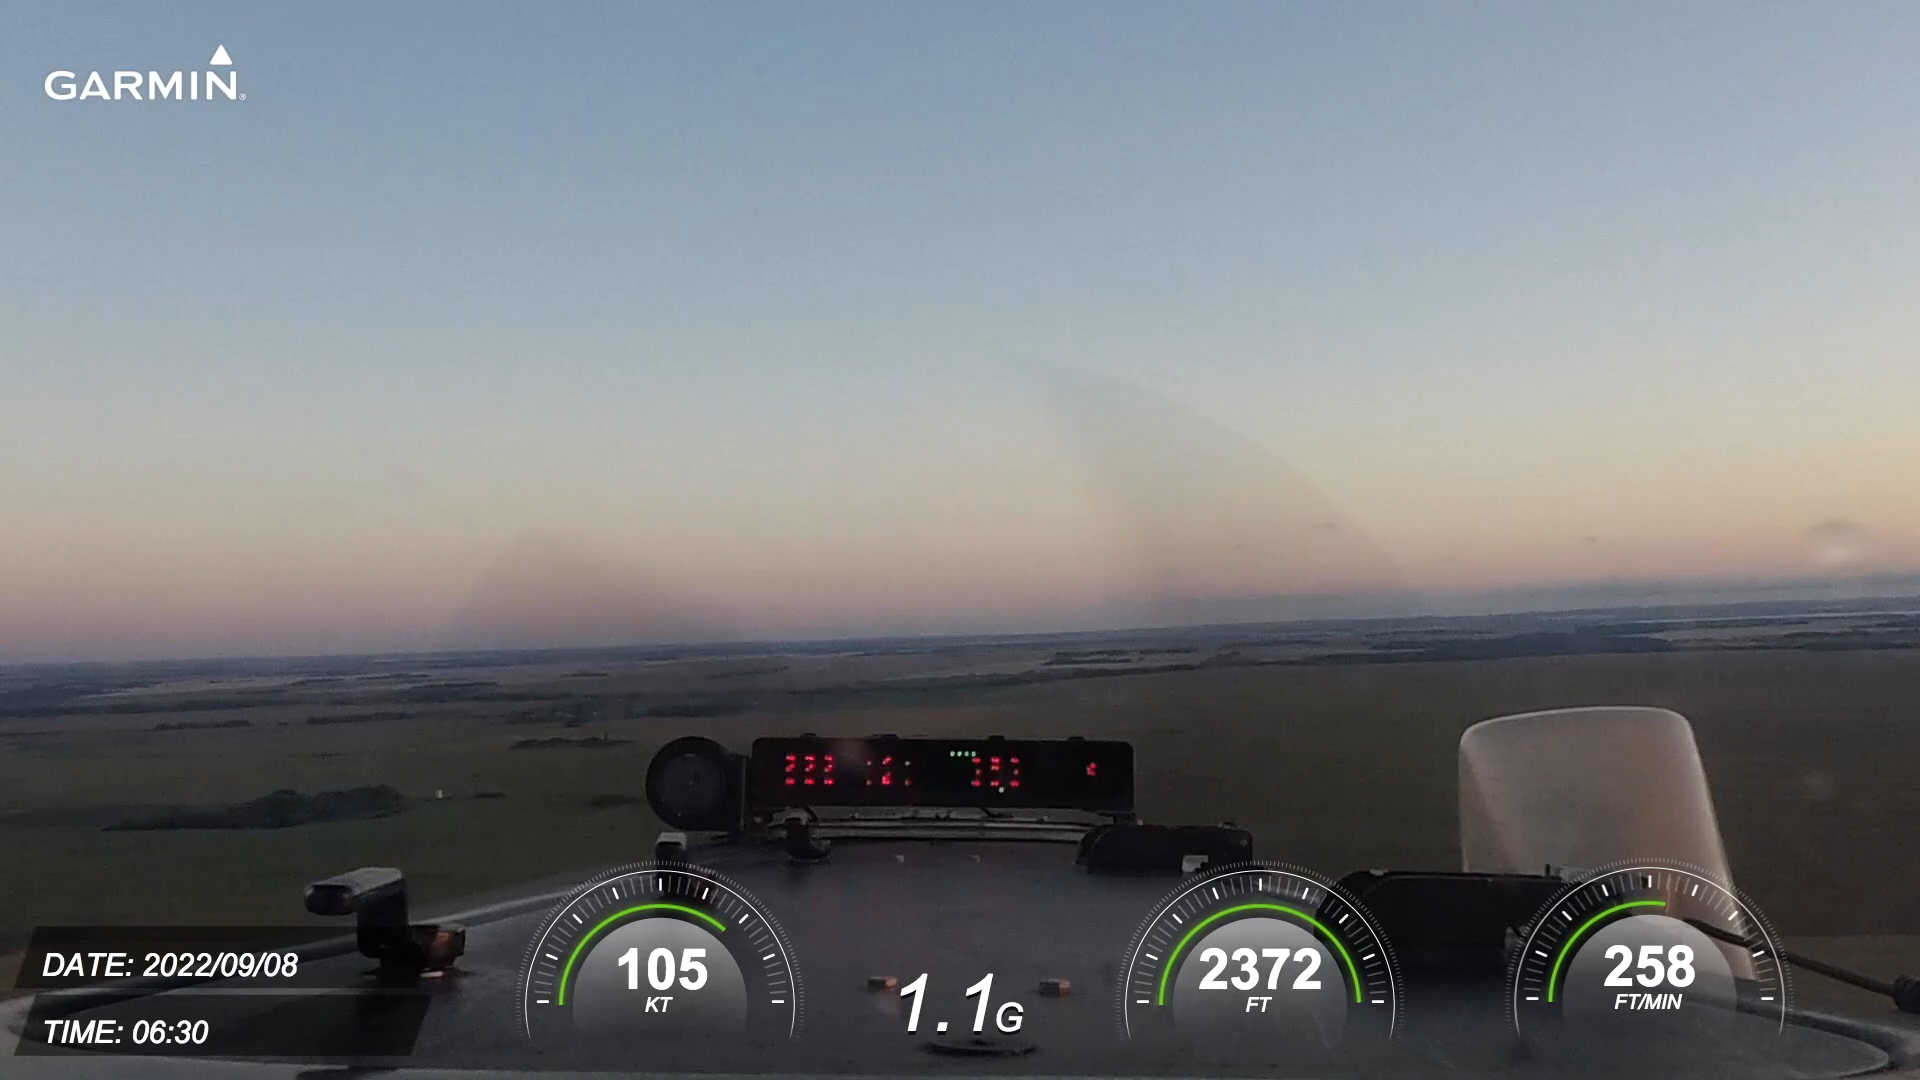 GARMIN
DATE: 2022/09/08
TIME: 06:30
105
KT
1.1G
2372
FT
258
FT/MIN